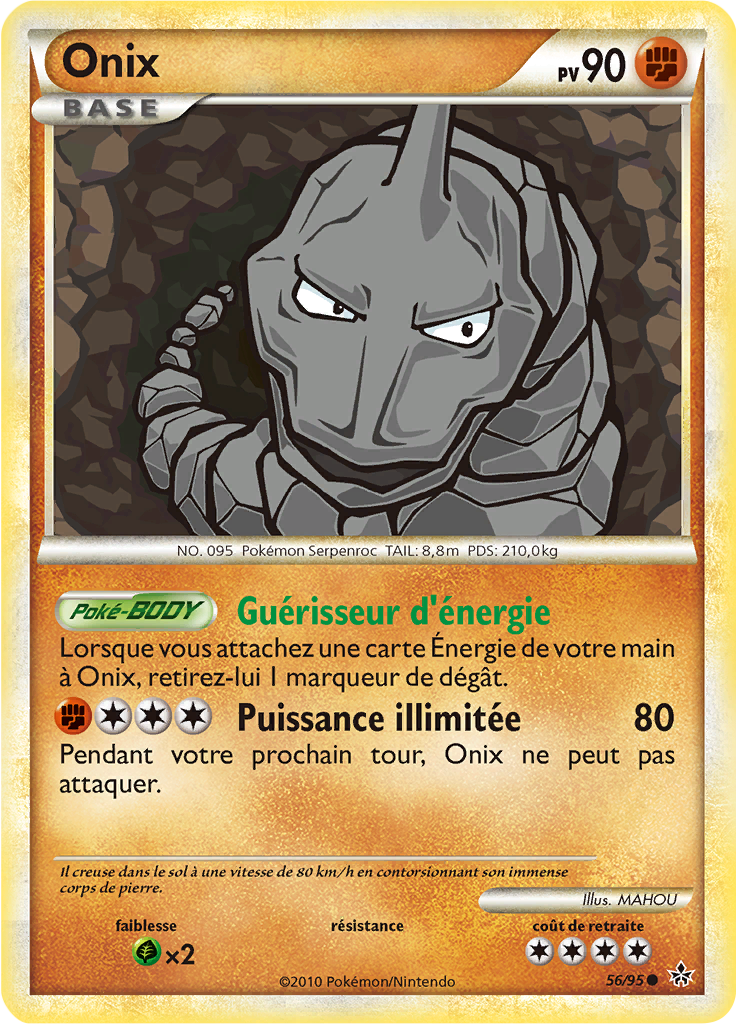 Onix
PV 90
BASE
NO. 095 Pokémon Serpenroc TAIL: 8,8m PDS: 210,0kg
Poké-BODY Guérisseur d'énergie
Lorsque vous attachez une carte Énergie de votre main
à Onix, retirez-lui 1 marqueur de dégât.
Puissance illimitée 80
Pendant votre prochain tour, Onix ne peut pas
attaquer.
Il creuse dans le sol à une vitesse de 80 km/h en contorsionnant son immense
corps de pierre.
Illus. MAHOU
faiblesse résistance coût de retraite
×2
©2010 Pokémon/Nintendo 56/95